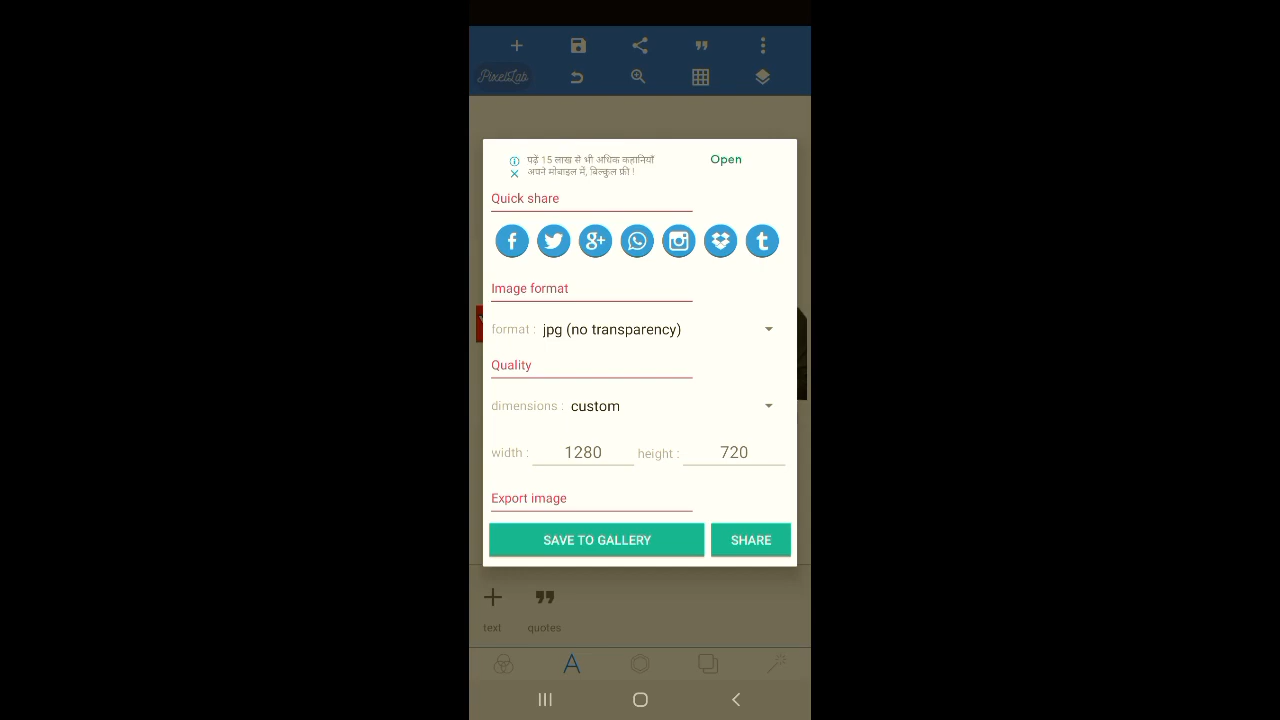 PixelLab
पढ़ें 15 लाख से भी अधिक कहानियाँ
अपने मोबाइल में, बिल्कुल फ्री !
Open
Quick share
Image format
format : jpg (no transparency)
Quality
dimensions : custom
width : 1280 height : 720
Export image
SAVE TO GALLERY SHARE
text quotes